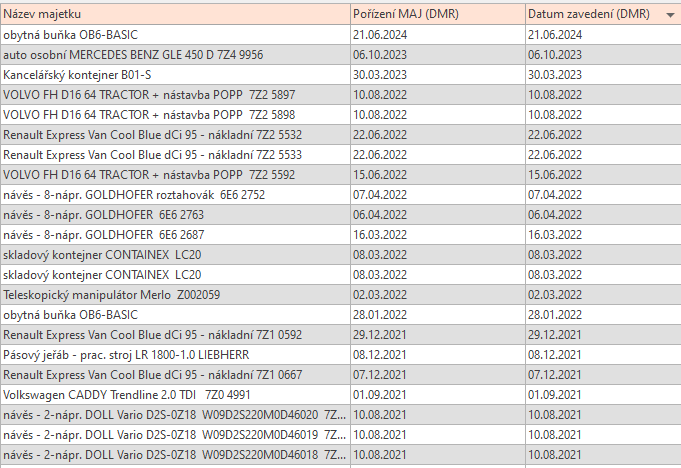 Název majetku Pořízení MAJ (DMR) Datum zavedení (DMR)
obytná buňka OB6-BASIC 21.06.2024 21.06.2024
auto osobní MERCEDES BENZ GLE 450 D 7Z4 9956 06.10.2023 06.10.2023
Kancelářský kontejner B01-S 30.03.2023 30.03.2023
VOLVO FH D16 64 TRACTOR + nástavba POPP 7Z2 5897 10.08.2022 10.08.2022
VOLVO FH D16 64 TRACTOR + nástavba POPP 7Z2 5898 10.08.2022 10.08.2022
Renault Express Van Cool Blue dCi 95 - nákladní 7Z2 5532 22.06.2022 22.06.2022
Renault Express Van Cool Blue dCi 95 - nákladní 7Z2 5533 22.06.2022 22.06.2022
VOLVO FH D16 64 TRACTOR + nástavba POPP 7Z2 5592 15.06.2022 15.06.2022
návěs - 8-nápr. GOLDHOFER roztahovák 6E6 2752 07.04.2022 07.04.2022
návěs - 8-nápr. GOLDHOFER 6E6 2763 06.04.2022 06.04.2022
návěs - 8-nápr. GOLDHOFER 6E6 2687 16.03.2022 16.03.2022
skladový kontejner CONTAINEX LC20 08.03.2022 08.03.2022
skladový kontejner CONTAINEX LC20 08.03.2022 08.03.2022
Teleskopický manipulátor Merlo Z002059 02.03.2022 02.03.2022
obytná buňka OB6-BASIC 28.01.2022 28.01.2022
Renault Express Van Cool Blue dCi 95 - nákladní 7Z1 0592 29.12.2021 29.12.2021
Pásový jeřáb - prac. stroj LR 1800-1.0 LIEBHERR 08.12.2021 08.12.2021
Renault Express Van Cool Blue dCi 95 - nákladní 7Z1 0667 07.12.2021 07.12.2021
Volkswagen CADDY Trendline 2.0 TDI 7Z0 4991 01.09.2021 01.09.2021
návěs - 2-nápr. DOLL Vario D2S-0Z18 W09D2S220M0D46020 7Z... 10.08.2021 10.08.2021
návěs - 2-nápr. DOLL Vario D2S-0Z18 W09D2S220M0D46019 7Z... 10.08.2021 10.08.2021
návěs - 2-nápr. DOLL Vario D2S-0Z18 W09D2S220M0D46018 7Z... 10.08.2021 10.08.2021